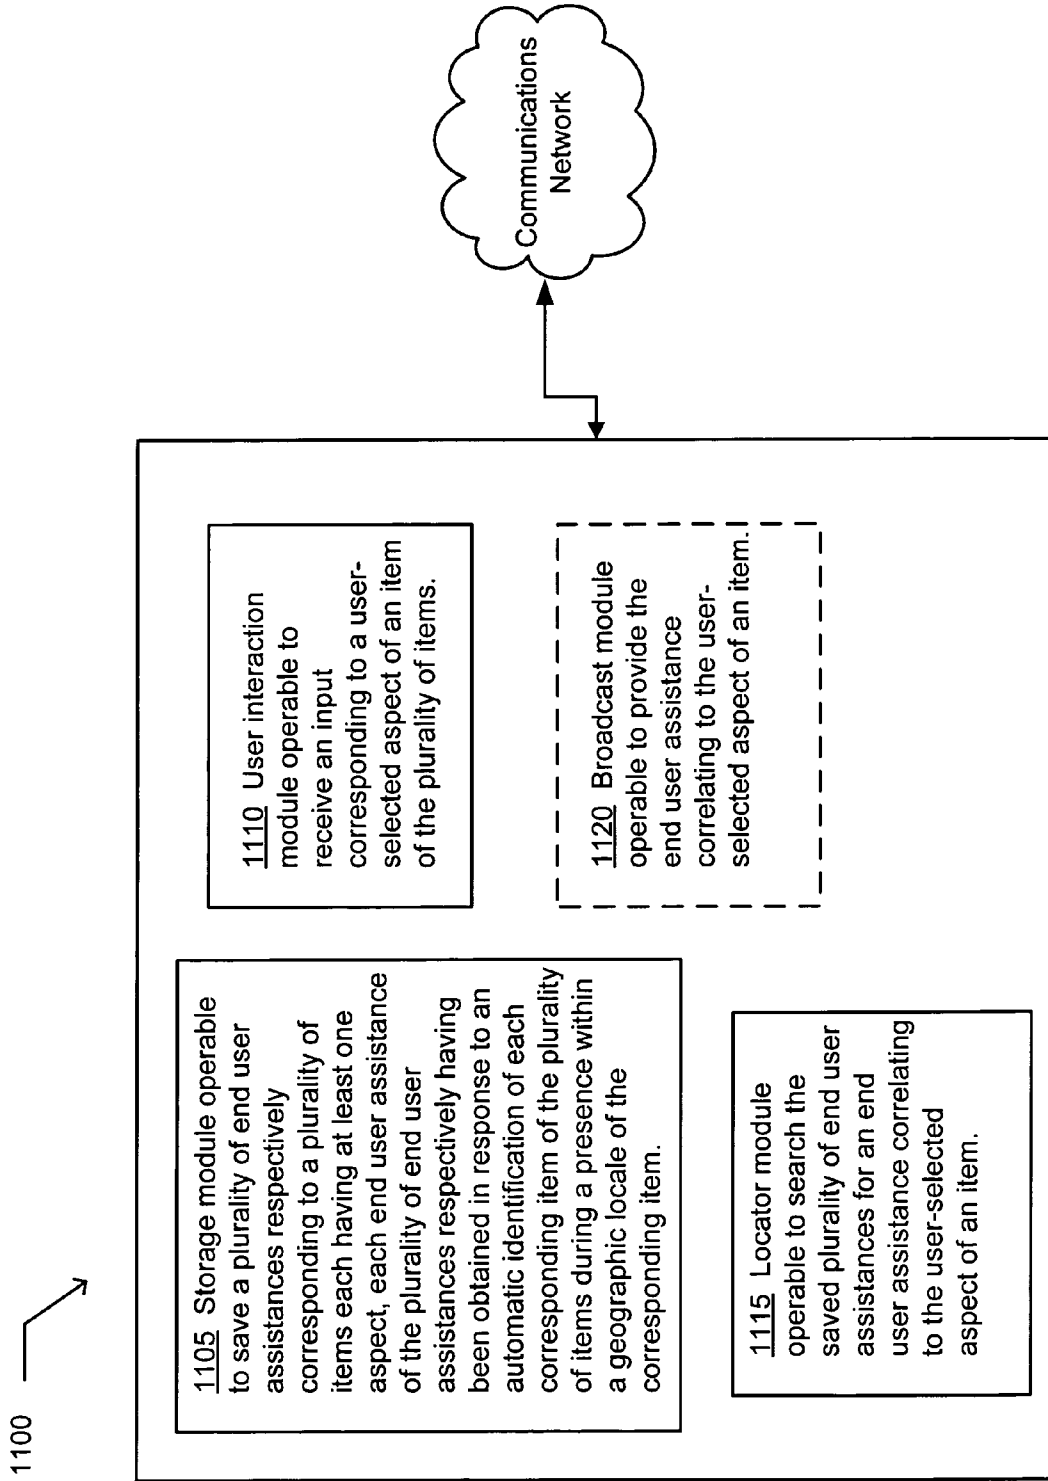 1100
1105 Storage module operable
to save a plurality of end user
assistances respectively
corresponding to a plurality of
items each having at least one
aspect, each end user assistance
of the plurality of end user
assistances respectively having
been obtained in response to an
automatic identification of each
corresponding item of the plurality
of items during a presence within
a geographic locale of the
corresponding item.
1110 User interaction
module operable to
receive an input
corresponding to a user-
selected aspect of an item
of the plurality of items.
1115 Locator module
operable to search the
saved plurality of end user
assistances for an end
user assistance correlating
to the user-selected
aspect of an item.
1120 Broadcast module
operable to provide the
end user assistance
correlating to the user-
selected aspect of an item.
Communications
Network